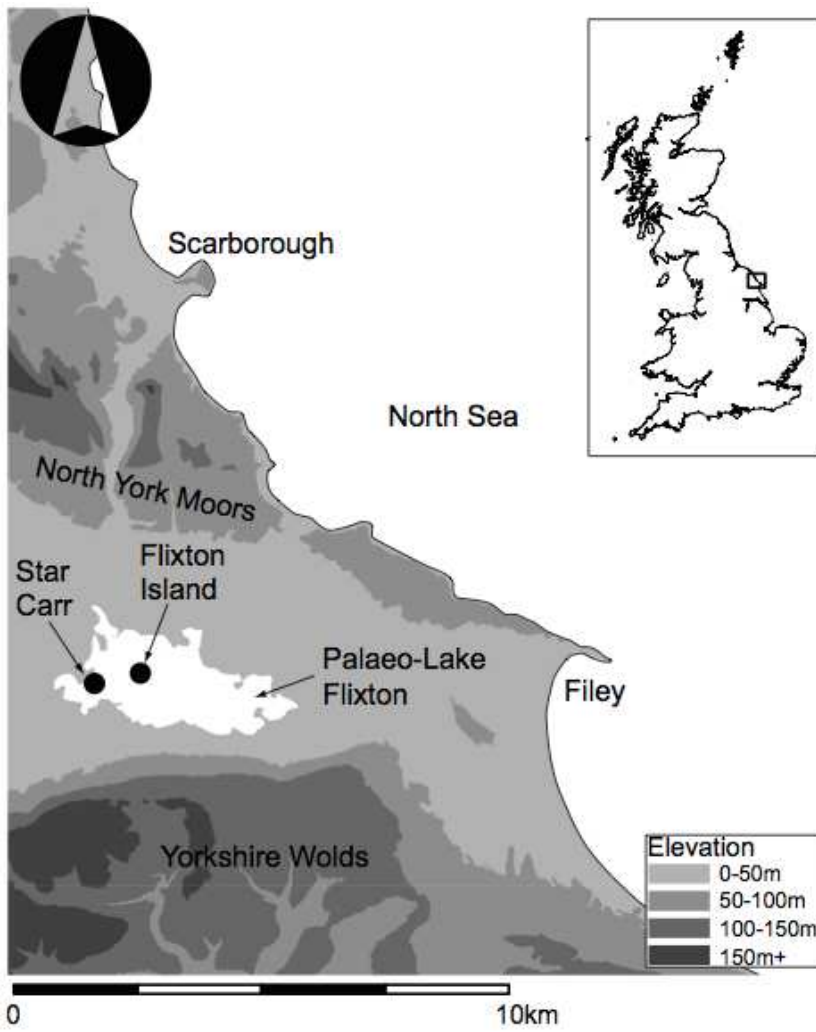 Scarborough
North Sea
North York Moors
Star
Carr
Flixton
Island
Palaeo-Lake
Flixton
Filey
Yorkshire Wolds
Elevation
0-50m
50-100m
100-150m
150m+
0
10km